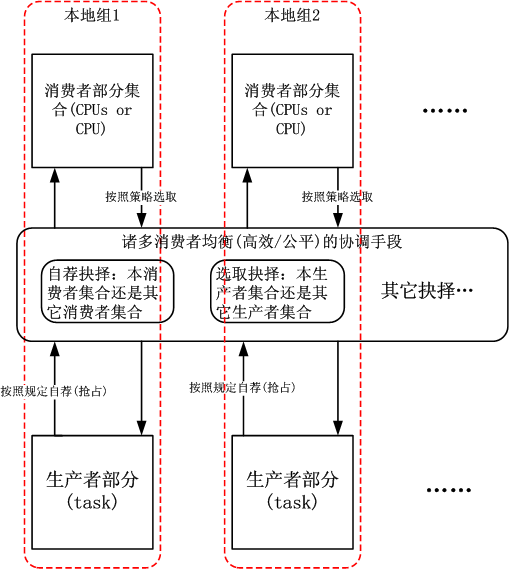 本地组1
本地组2
消费者部分集
合(CPUs or
CPU)
消费者部分集
合(CPUs or
CPU)
……
按照策略选取
按照策略选取
诸多消费者均衡(高效/公平)的协调手段
自荐抉择：本消
费者集合还是其
它消费者集合
选取抉择：本生
产者集合还是其
它生产者集合
其它抉择…
按照规定自荐(抢占)
按照规定自荐(抢占)
生产者部分
(task)
生产者部分
(task)
……